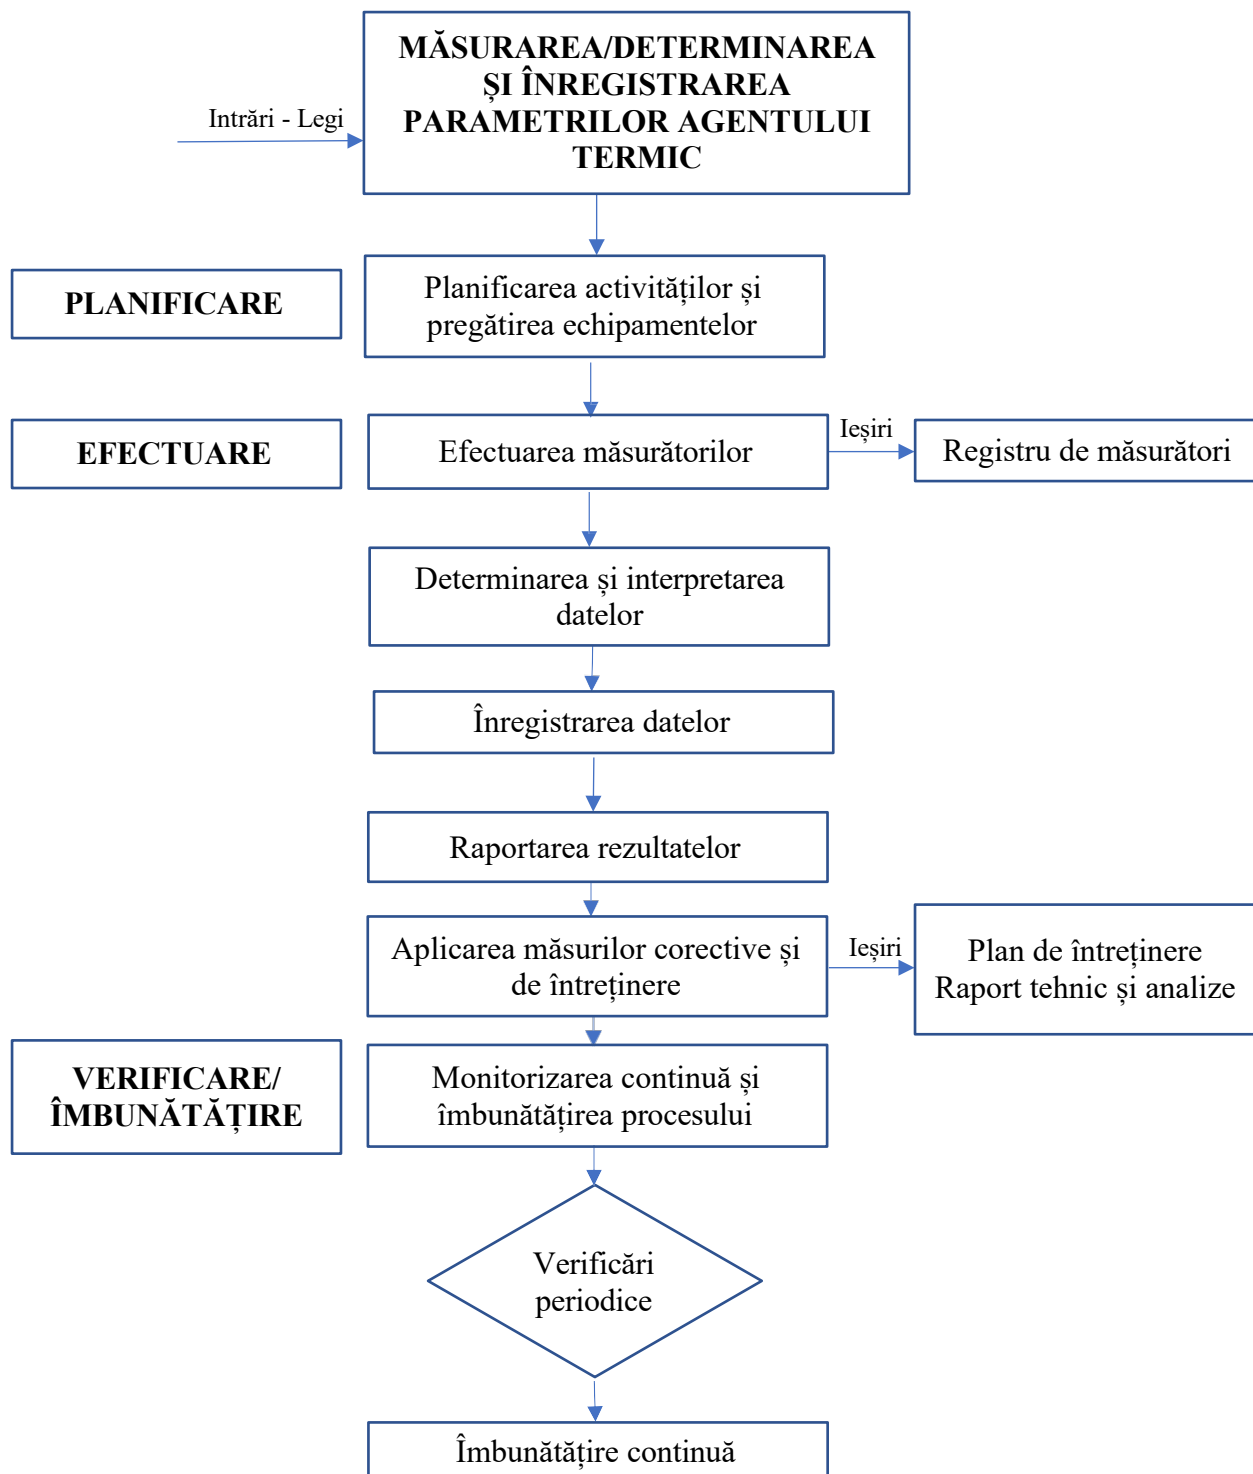 MĂSURAREA/DETERMINAREA
ȘI ÎNREGISTRAREA
PARAMETRILOR AGENTULUI
TERMIC
Intrări - Legi
PLANIFICARE
Planificarea activităților și
pregătirea echipamentelor
EFECTUARE
Efectuarea măsurătorilor
Ieșiri
Registru de măsurători
Determinarea și interpretarea
datelor
Înregistrarea datelor
Raportarea rezultatelor
Aplicarea măsurilor corective și
de întreținere
Ieșiri
Plan de întreținere
Raport tehnic și analize
VERIFICARE/
ÎMBUNĂTĂȚIRE
Monitorizarea continuă și
îmbunătățirea procesului
Verificări
periodice
Îmbunătățire continuă